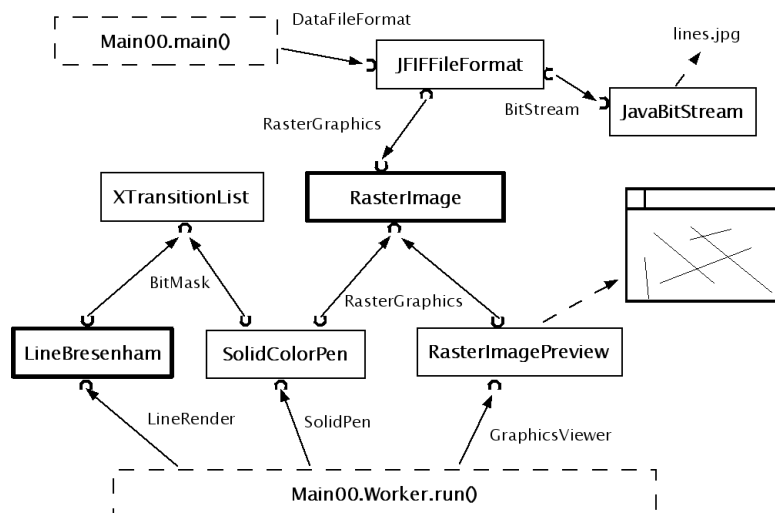 DataFileFormat
Main00.main()
lines.jpg
JFIFFileFormat
BitStream
JavaBitStream
RasterGraphics
XTransitionList
RasterImage
BitMask
RasterGraphics
LineBresenham
SolidColorPen
RasterImagePreview
LineRender
SolidPen
GraphicsViewer
Main00.Worker.run()